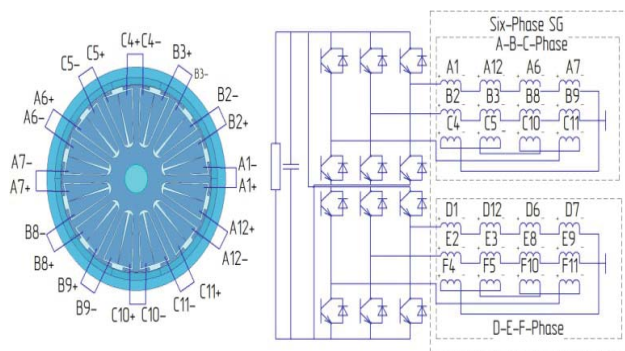 C4+ C4-
C5+
C5-
B3+
B3-
A6+
A6-
B2-
B2+
A7-
A7+
A1-
A1+
B8-
B8+
A12+
A12-
B9+
B9-
C10+ C10-
C11-
C11+
Six-Phase SG
A-B-C-Phase
A1 A12 A6 A7
B2 B3 B8 B9
C4 C5 C10 C11
D1 D12 D6 D7
E2 E3 E8 E9
F4 F5 F10 F11
D-E-F-Phase